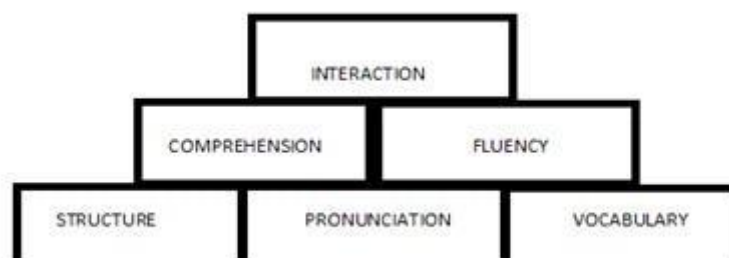 INTERACTION
COMPREHENSION FLUENCY
STRUCTURE PRONUNCIATION VOCABULARY